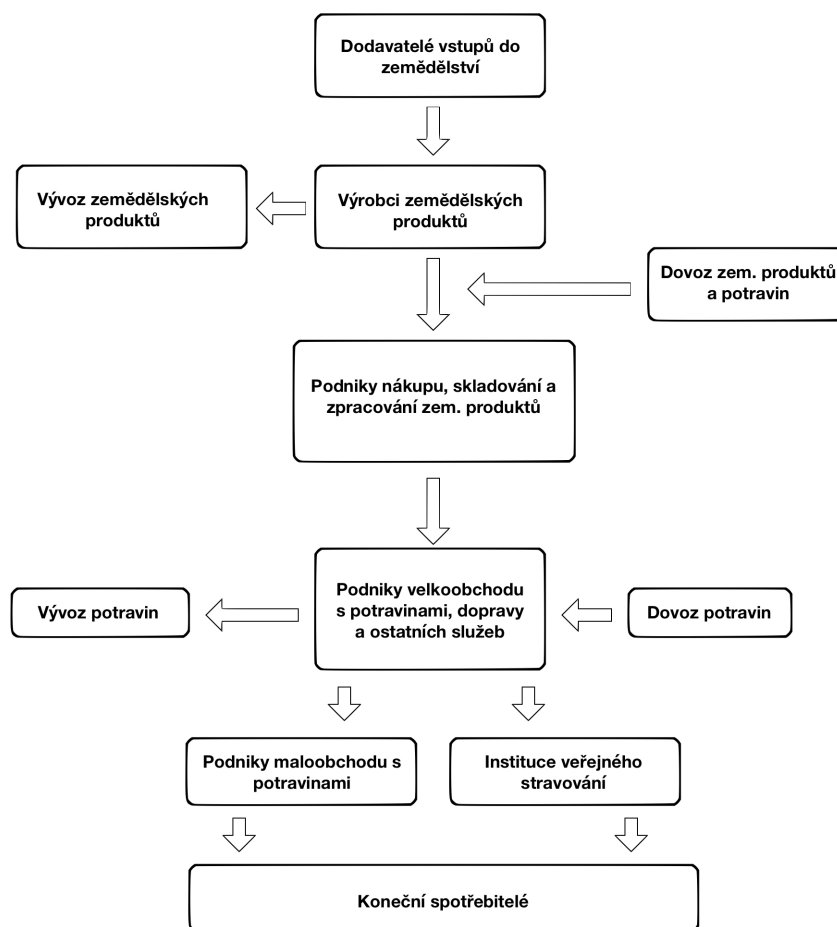 Dodavatelé vstupů do
zemědělství
Vývoz zemědělských
produktů
Výrobci zemědělských
produktů
Dovoz zem. produktů
a potravin
Podniky nákupu, skladování a
zpracování zem. produktů
Vývoz potravin
Podniky velkoobchodu
s potravinami, dopravy
a ostatních služeb
Dovoz potravin
Podniky maloobchodu s
potravinami
Instituce veřejného
stravování
Koneční spotřebitelé